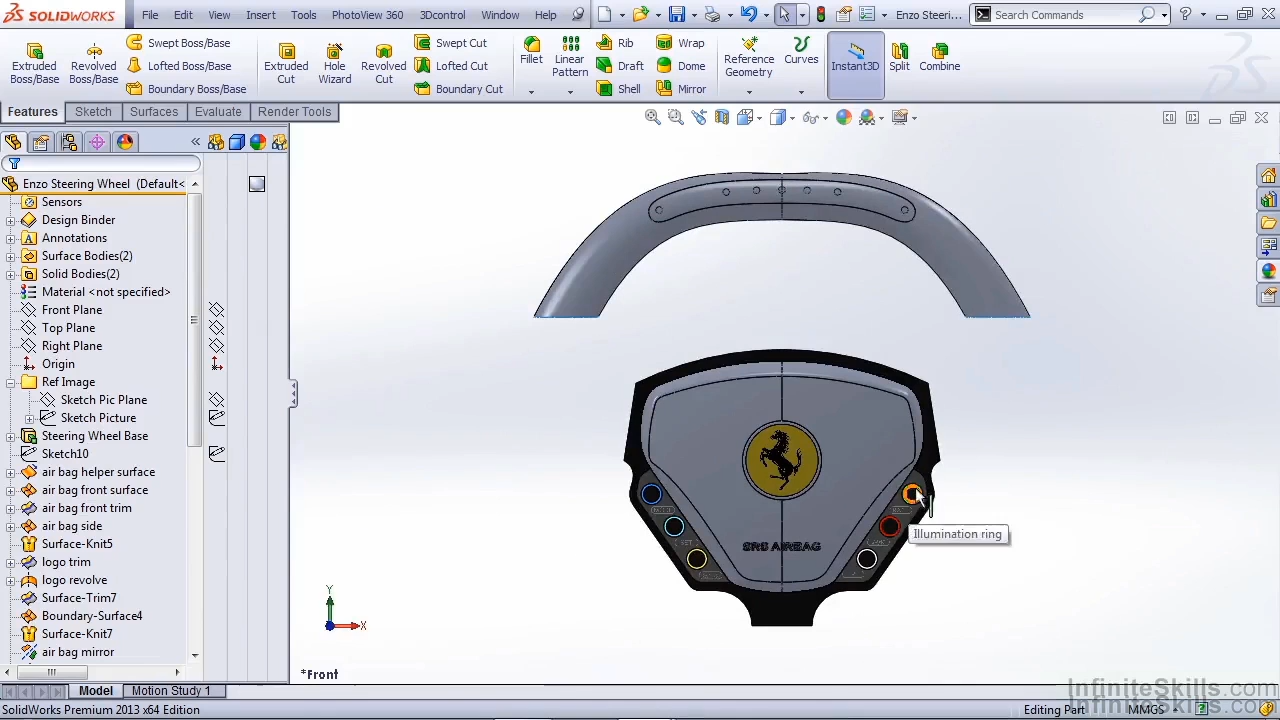 SOLIDWORKS File Edit View Insert Tools PhotoView 360 3Dcontrol Window Help Enzo Steeri... Search Commands
Extruded Boss/Base Revolved Boss/Base Swept Boss/Base Lofted Boss/Base Boundary Boss/Base Extruded Cut Hole Wizard Revolved Cut Swept Cut Lofted Cut Boundary Cut Fillet Linear Pattern Rib Draft Shell Wrap Dome Mirror Reference Geometry Curves Instant3D Split Combine
Features Sketch Surfaces Evaluate Render Tools
Enzo Steering Wheel (Default<
Sensors
Design Binder
Annotations
Surface Bodies(2)
Solid Bodies(2)
Material <not specified>
Front Plane
Top Plane
Right Plane
Origin
Ref Image
Sketch Pic Plane
Sketch Picture
Steering Wheel Base
Sketch10
air bag helper surface
air bag front surface
air bag front trim
air bag side
Surface-Knit5
logo trim
logo revolve
Surface-Trim7
Boundary-Surface4
Surface-Knit7
air bag mirror
SRS AIRBAG
Illumination ring
Y
X
*Front
Model Motion Study 1
InfiniteSkills.com
InfiniteSkills.com
SolidWorks Premium 2013 x64 Edition Editing Part MMGS